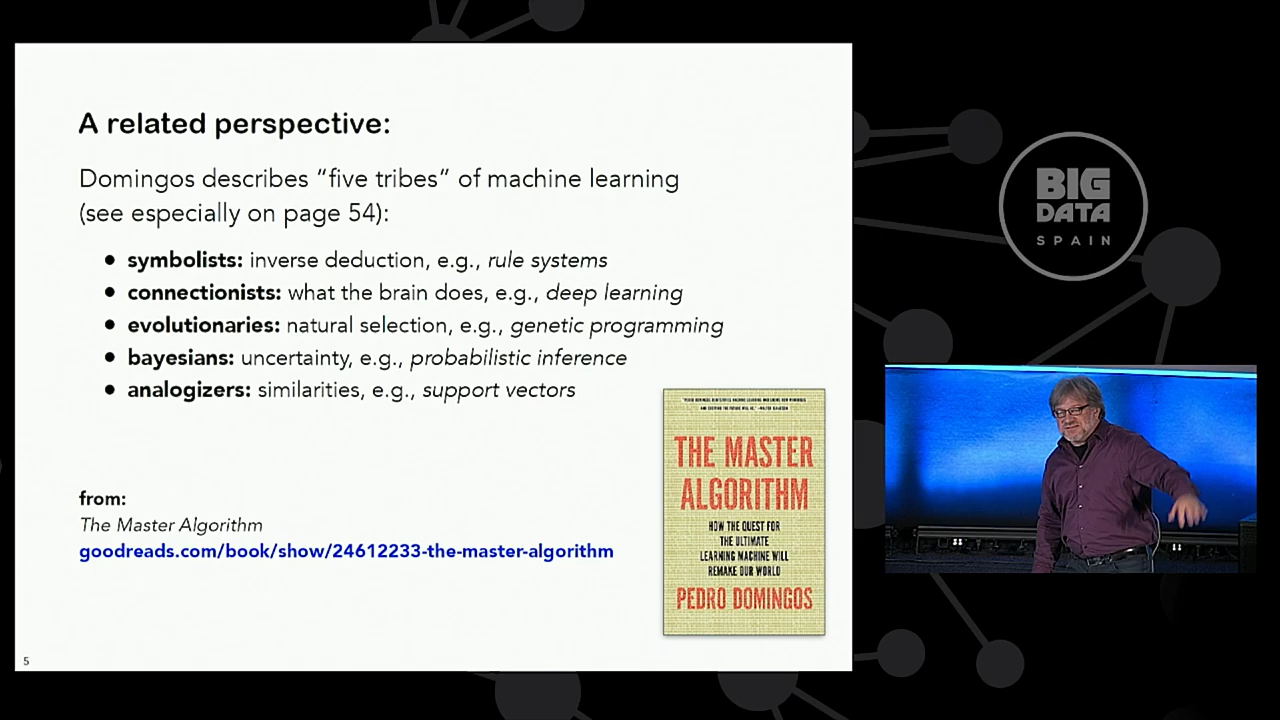 A related perspective:
Domingos describes “five tribes” of machine learning
(see especially on page 54):
• symbolists: inverse deduction, e.g., rule systems
• connectionists: what the brain does, e.g., deep learning
• evolutionaries: natural selection, e.g., genetic programming
• bayesians: uncertainty, e.g., probabilistic inference
• analogizers: similarities, e.g., support vectors
from:
The Master Algorithm
goodreads.com/book/show/24612233-the-master-algorithm
THE MASTER
ALGORITHM
HOW THE QUEST FOR
THE ULTIMATE
LEARNING MACHINE WILL
REMAKE OUR WORLD
PEDRO DOMINGOS
5
BIG
DATA
SPAIN